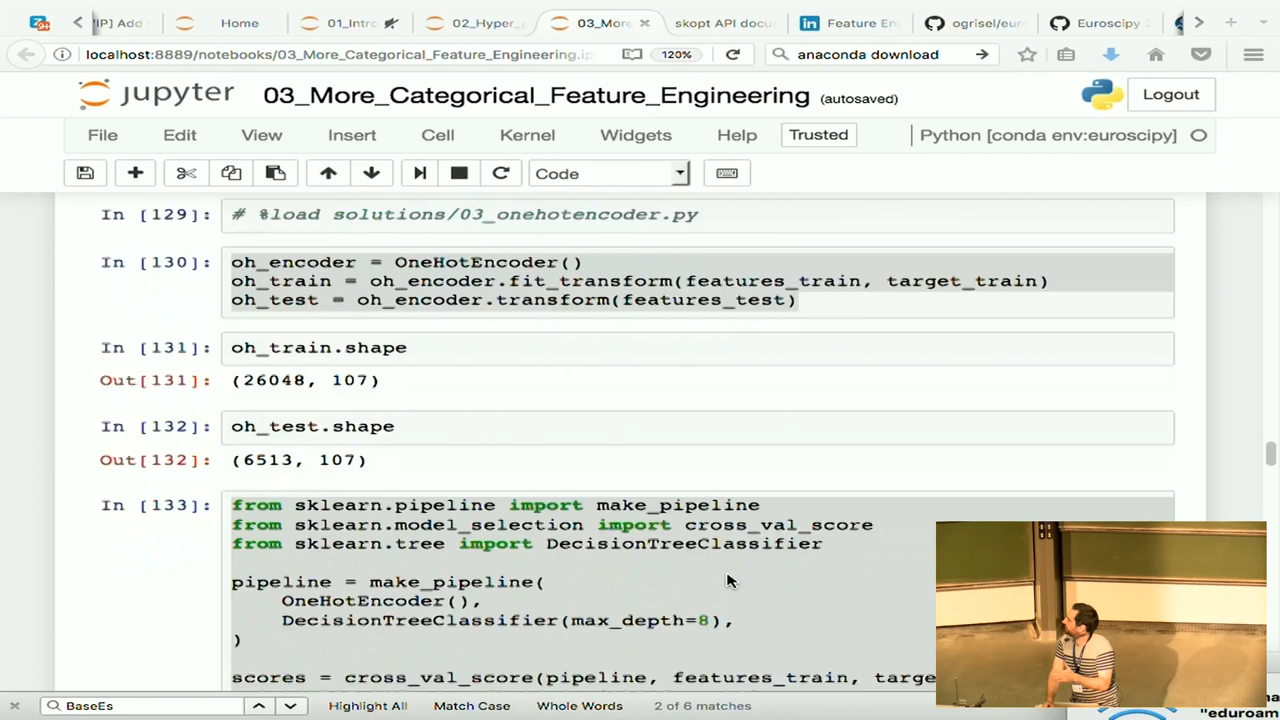 [IP] Add
Home
01_Intro
02_Hyper_
03_More
skopt API docu
Feature En
ogrisel/eur
Euroscipy
localhost:8889/notebooks/03_More_Categorical_Feature_Engineering.ip
120%
anaconda download
jupyter
03_More_Categorical_Feature_Engineering (autosaved)
Logout
File Edit View Insert Cell Kernel Widgets Help Trusted Python [conda env:euroscipy]
Code
In [129]: # %load solutions/03_onehotencoder.py
In [130]: oh_encoder = OneHotEncoder()
oh_train = oh_encoder.fit_transform(features_train, target_train)
oh_test = oh_encoder.transform(features_test)
In [131]: oh_train.shape
Out[131]: (26048, 107)
In [132]: oh_test.shape
Out[132]: (6513, 107)
In [133]: from sklearn.pipeline import make_pipeline
from sklearn.model_selection import cross_val_score
from sklearn.tree import DecisionTreeClassifier
pipeline = make_pipeline(
OneHotEncoder(),
DecisionTreeClassifier(max_depth=8),
)
scores = cross_val_score(pipeline, features_train, targe
BaseEs
Highlight All Match Case Whole Words 2 of 6 matches
"eduroam